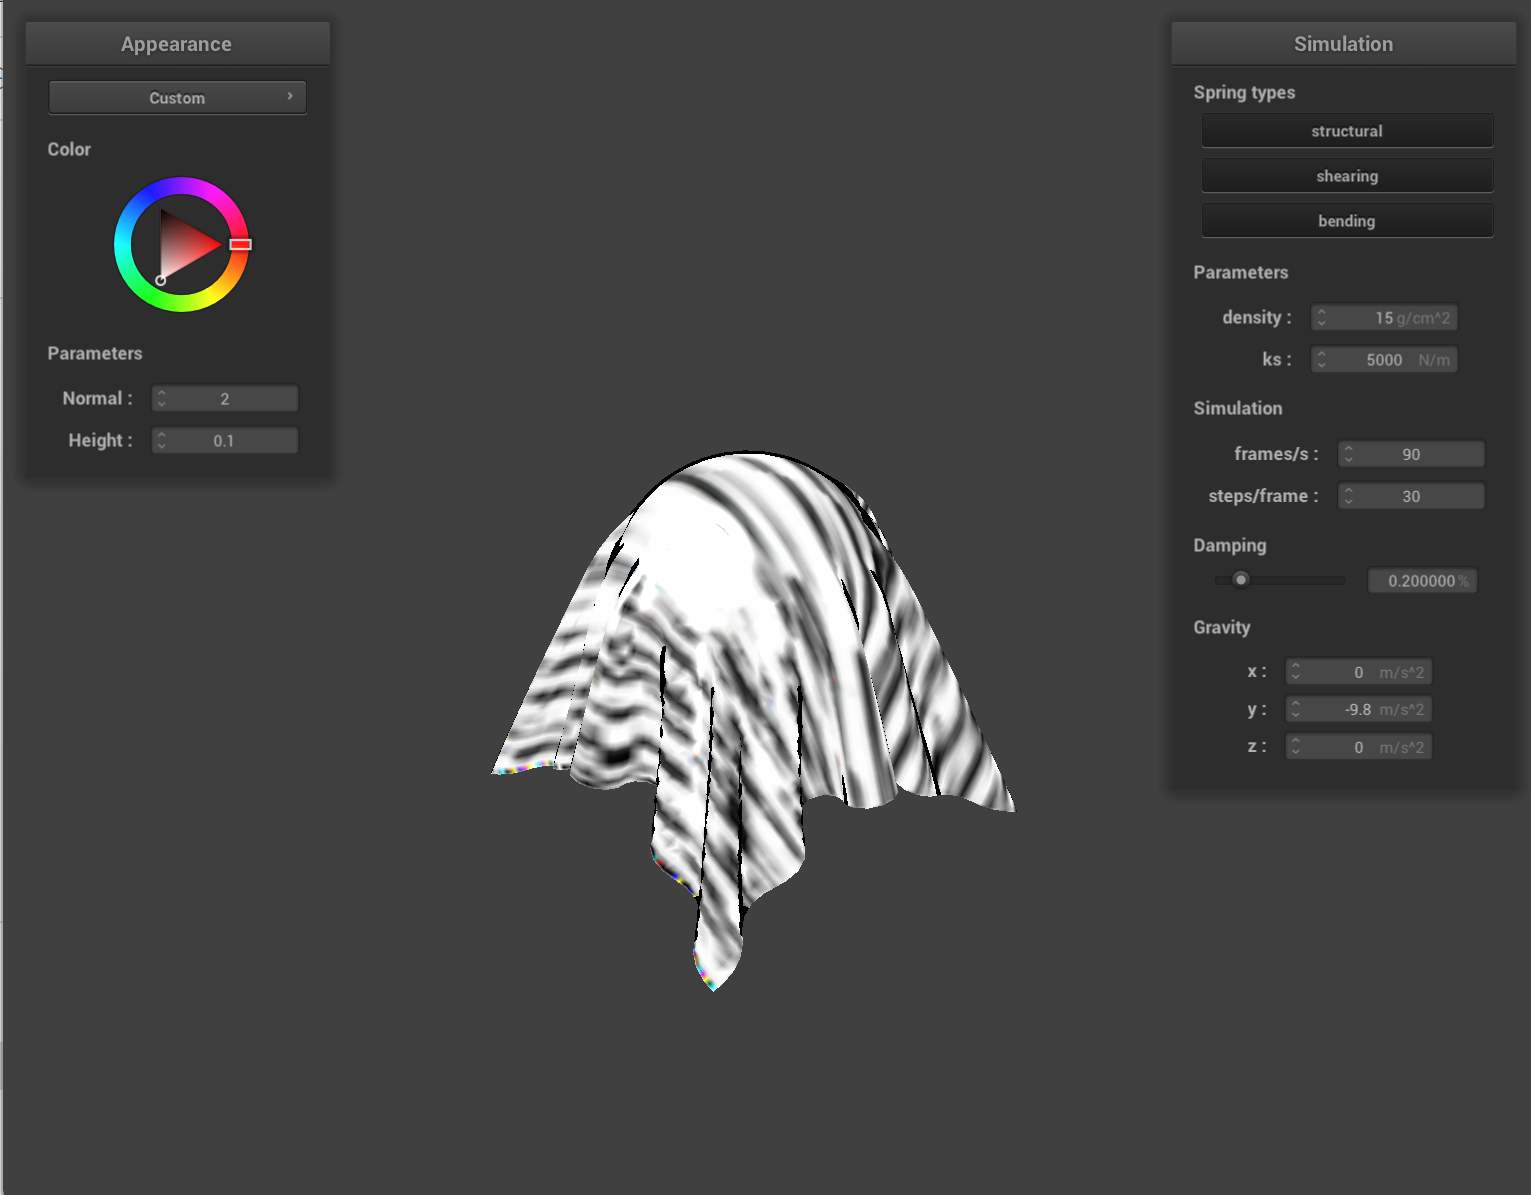 Appearance
Custom
Color
Parameters
Normal : 2
Height : 0.1
Simulation
Spring types
structural
shearing
bending
Parameters
density : 15 g/cm^2
ks : 5000 N/m
Simulation
frames/s : 90
steps/frame : 30
Damping
0.200000 %
Gravity
x : 0 m/s^2
y : -9.8 m/s^2
z : 0 m/s^2